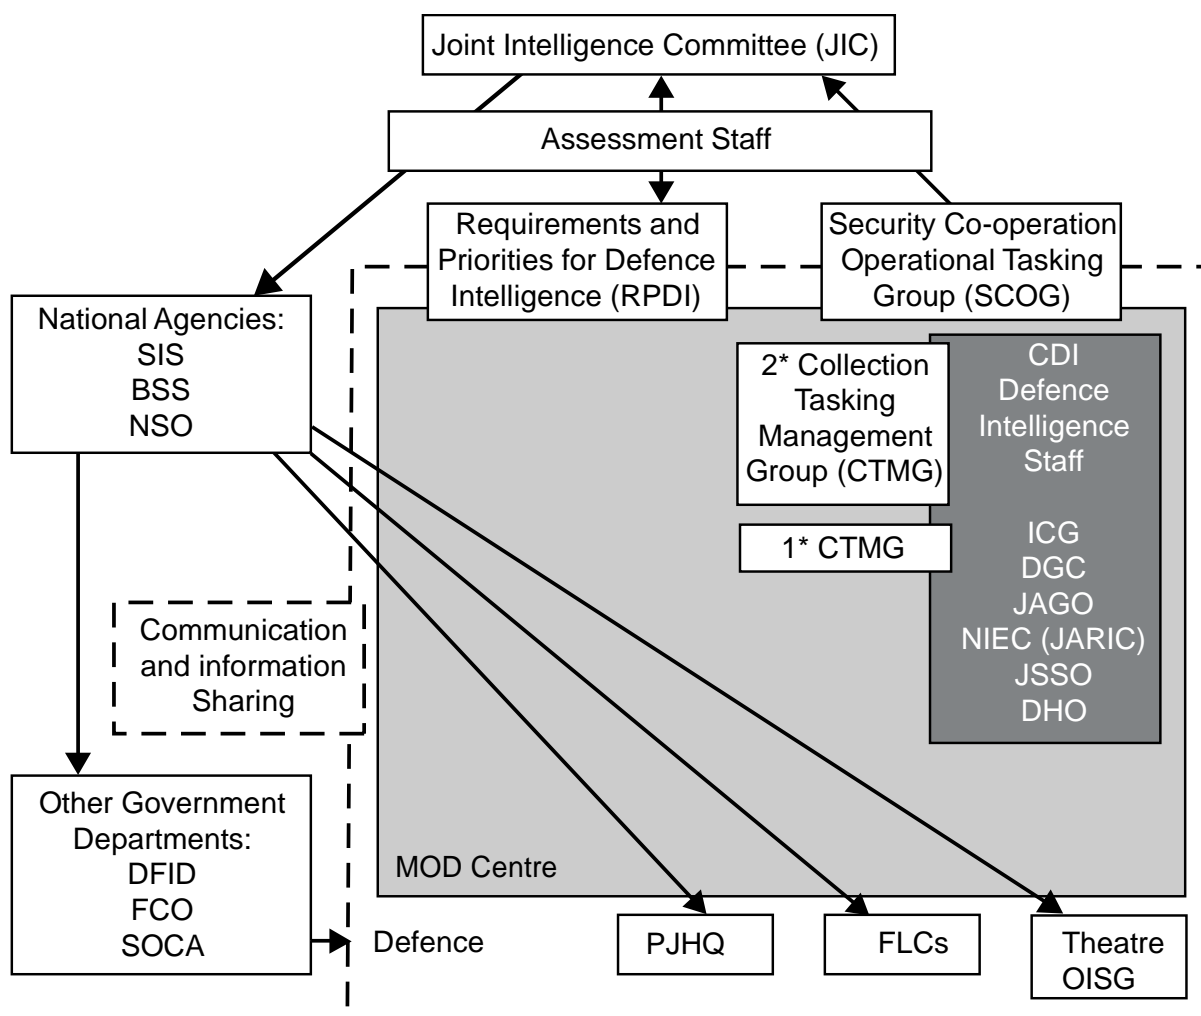 Joint Intelligence Committee (JIC)
Assessment Staff
Requirements and
Priorities for Defence
Intelligence (RPDI)
Security Co-operation
Operational Tasking
Group (SCOG)
National Agencies:
SIS
BSS
NSO
2* Collection
Tasking
Management
Group (CTMG)
1* CTMG
CDI
Defence
Intelligence
Staff
ICG
DGC
JAGO
NIEC (JARIC)
JSSO
DHO
Communication
and information
Sharing
Other Government
Departments:
DFID
FCO
SOCA
MOD Centre
Defence
PJHQ
FLCs
Theatre
OISG